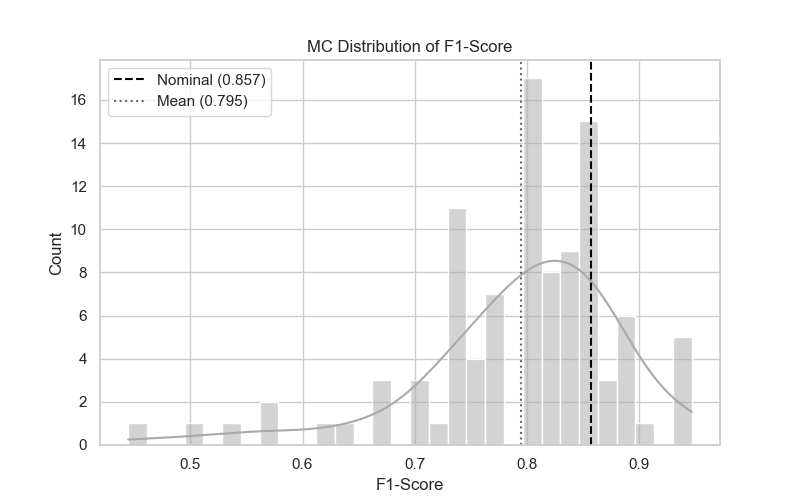 MC Distribution of F1-Score
Nominal (0.857)
Mean (0.795)
Count
16
14
12
10
8
6
4
2
0
0.5 0.6 0.7 0.8 0.9
F1-Score